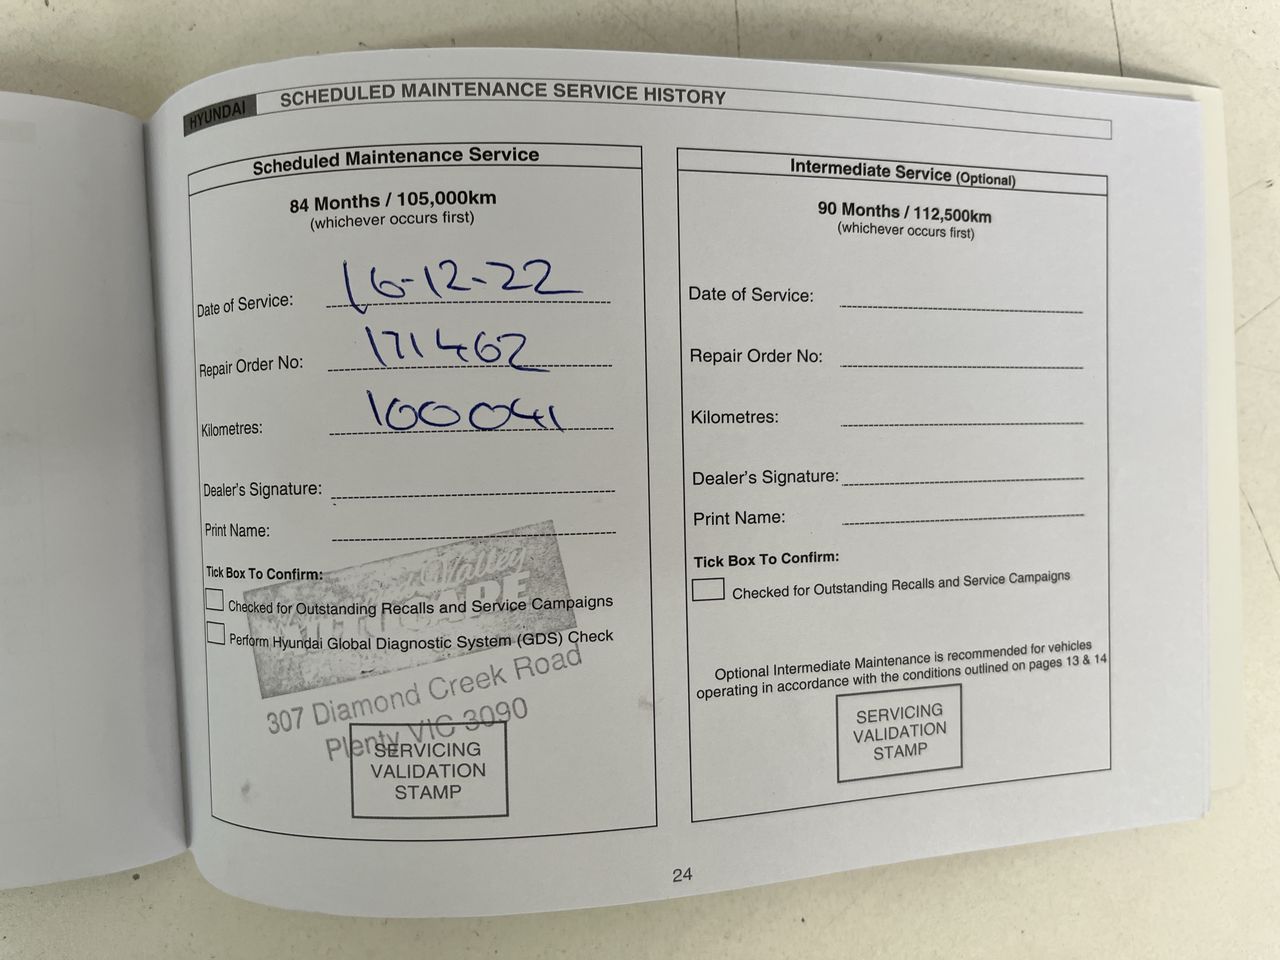 HYUNDAI SCHEDULED MAINTENANCE SERVICE HISTORY
Scheduled Maintenance Service
84 Months / 105,000km
(whichever occurs first)
Date of Service: 16-12-22
Repair Order No: 171462
Kilometres: 100041
Dealer's Signature:
Print Name:
Tick Box To Confirm:
Checked for Outstanding Recalls and Service Campaigns
Perform Hyundai Global Diagnostic System (GDS) Check
Valley
307 Diamond Creek Road
Plenty VIC 3090
SERVICING
VALIDATION
STAMP
Intermediate Service (Optional)
90 Months / 112,500km
(whichever occurs first)
Date of Service:
Repair Order No:
Kilometres:
Dealer's Signature:
Print Name:
Tick Box To Confirm:
Checked for Outstanding Recalls and Service Campaigns
Optional Intermediate Maintenance is recommended for vehicles
operating in accordance with the conditions outlined on pages 13 & 14
SERVICING
VALIDATION
STAMP
24